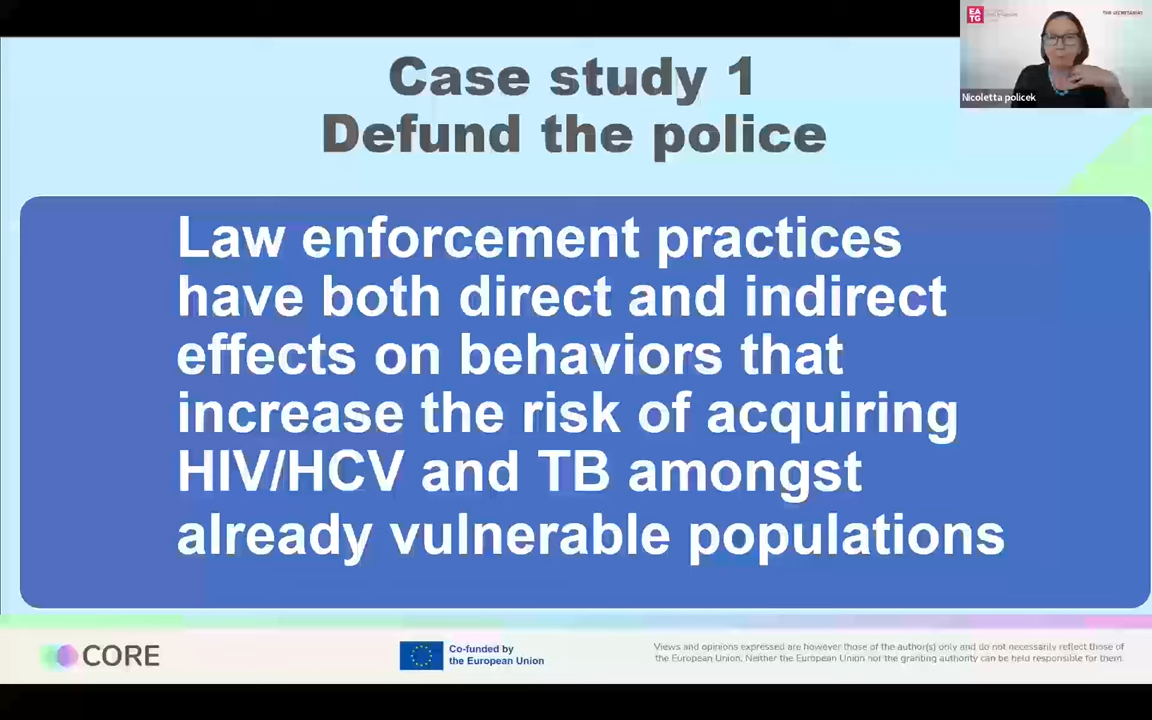 Case study 1
Defund the police
EA
TG
Nicoletta policek
Law enforcement practices
have both direct and indirect
effects on behaviors that
increase the risk of acquiring
HIV/HCV and TB amongst
already vulnerable populations
CORE
Co-funded by
the European Union
Views and opinions expressed are however those of the author(s) only and do not necessarily reflect those of
the European Union. Neither the European Union nor the granting authority can be held responsible for them.